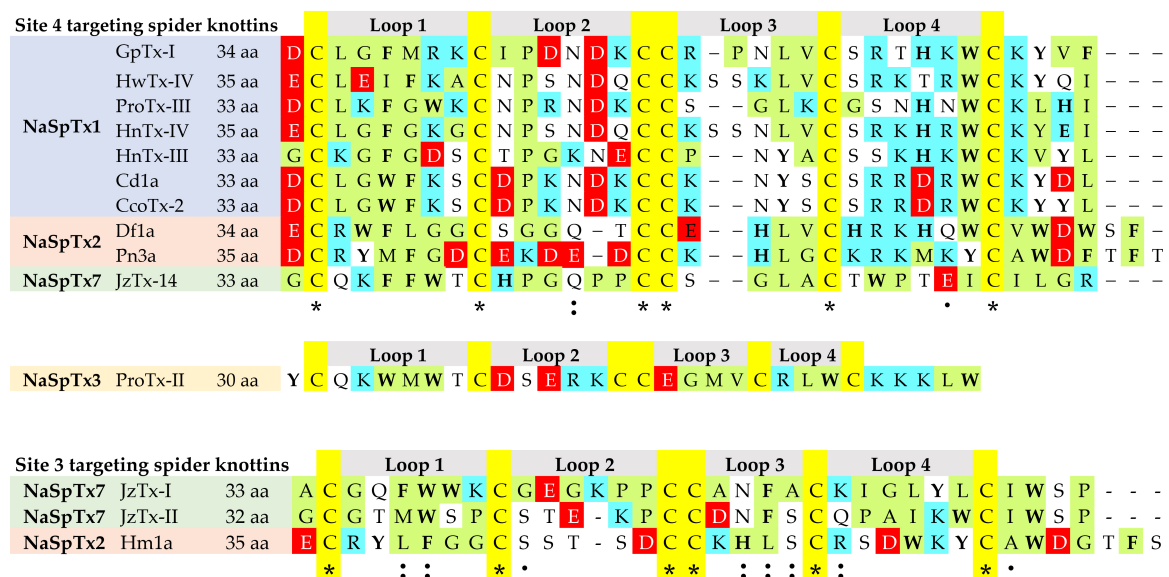 Site 4 targeting spider knottins Loop 1 Loop 2 Loop 3 Loop 4
GpTx-I 34 aa D C L G F M R K C I P D N D K C C R – P N L V C S R T H K W C K Y V F – – –
HwTx-IV 35 aa E C L E I F K A C N P S N D Q C C K S S K L V C S R K T R W C K Y Q I – – –
ProTx-III 33 aa D C L K F G W K C N P R N D K C C S – – G L K C G S N H N W C K L H I – – –
NaSpTx1 HnTx-IV 35 aa E C L G F G K G C N P S N D Q C C K S S N L V C S R K H R W C K Y E I – – –
HnTx-III 33 aa G C K G F G D S C T P G K N E C C P – – N Y A C S S K H K W C K V Y L – – –
Cd1a 33 aa D C L G W F K S C D P K N D K C C K – – N Y S C S R R D R W C K Y D L – – –
CcoTx-2 33 aa D C L G W F K S C D P K N D K C C K – – N Y S C S R R D R W C K Y Y L – – –
NaSpTx2 Df1a 34 aa E C R W F L G G C S G G Q – T C C E – – H L V C H R K H Q W C V W D W S F –
Pn3a 35 aa D C R Y M F G D C E K D E – D C C K – – H L G C K R K M K Y C A W D F T F T
NaSpTx7 JzTx-14 33 aa G C Q K F F W T C H P G Q P P C C S – – G L A C T W P T E I C I L G R – – –
* * : * * * . *
Loop 1 Loop 2 Loop 3 Loop 4
NaSpTx3 ProTx-II 30 aa Y C Q K W M W T C D S E R K C C E G M V C R L W C K K K L W
Site 3 targeting spider knottins Loop 1 Loop 2 Loop 3 Loop 4
NaSpTx7 JzTx-I 33 aa A C G Q F W W K C G E G K P P C C A N F A C K I G L Y L C I W S P - - -
NaSpTx7 JzTx-II 32 aa G C G T M W S P C S T E - K P C C D N F S C Q P A I K W C I W S P - - -
NaSpTx2 Hm1a 35 aa E C R Y L F G G C S S T - S D C C K H L S C R S D W K Y C A W D G T F S
* : : * . * * : : : * : * .